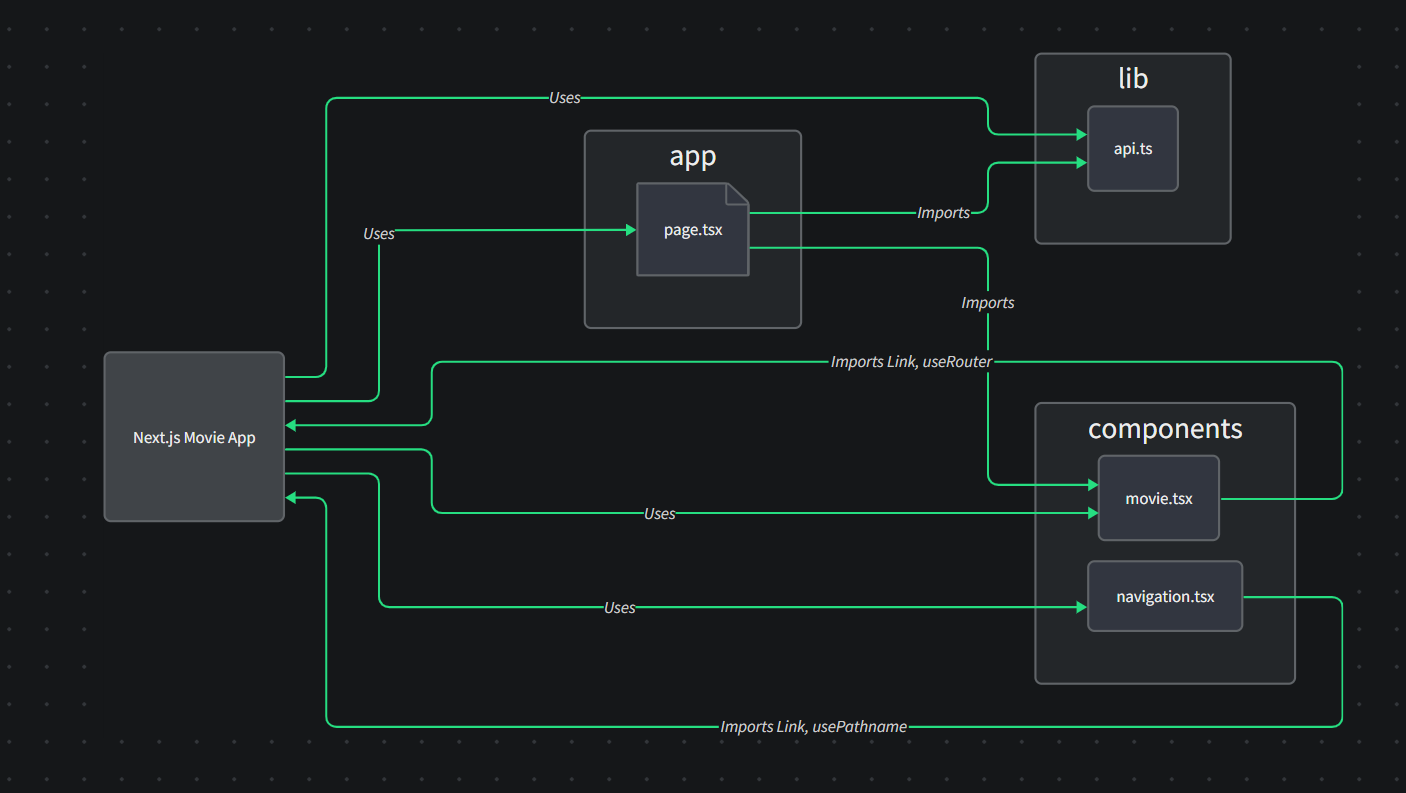 lib
Uses
api.ts
app
Imports
page.tsx
Uses
Imports
Imports Link, useRouter
components
Next.js Movie App
movie.tsx
Uses
navigation.tsx
Uses
Imports Link, usePathname